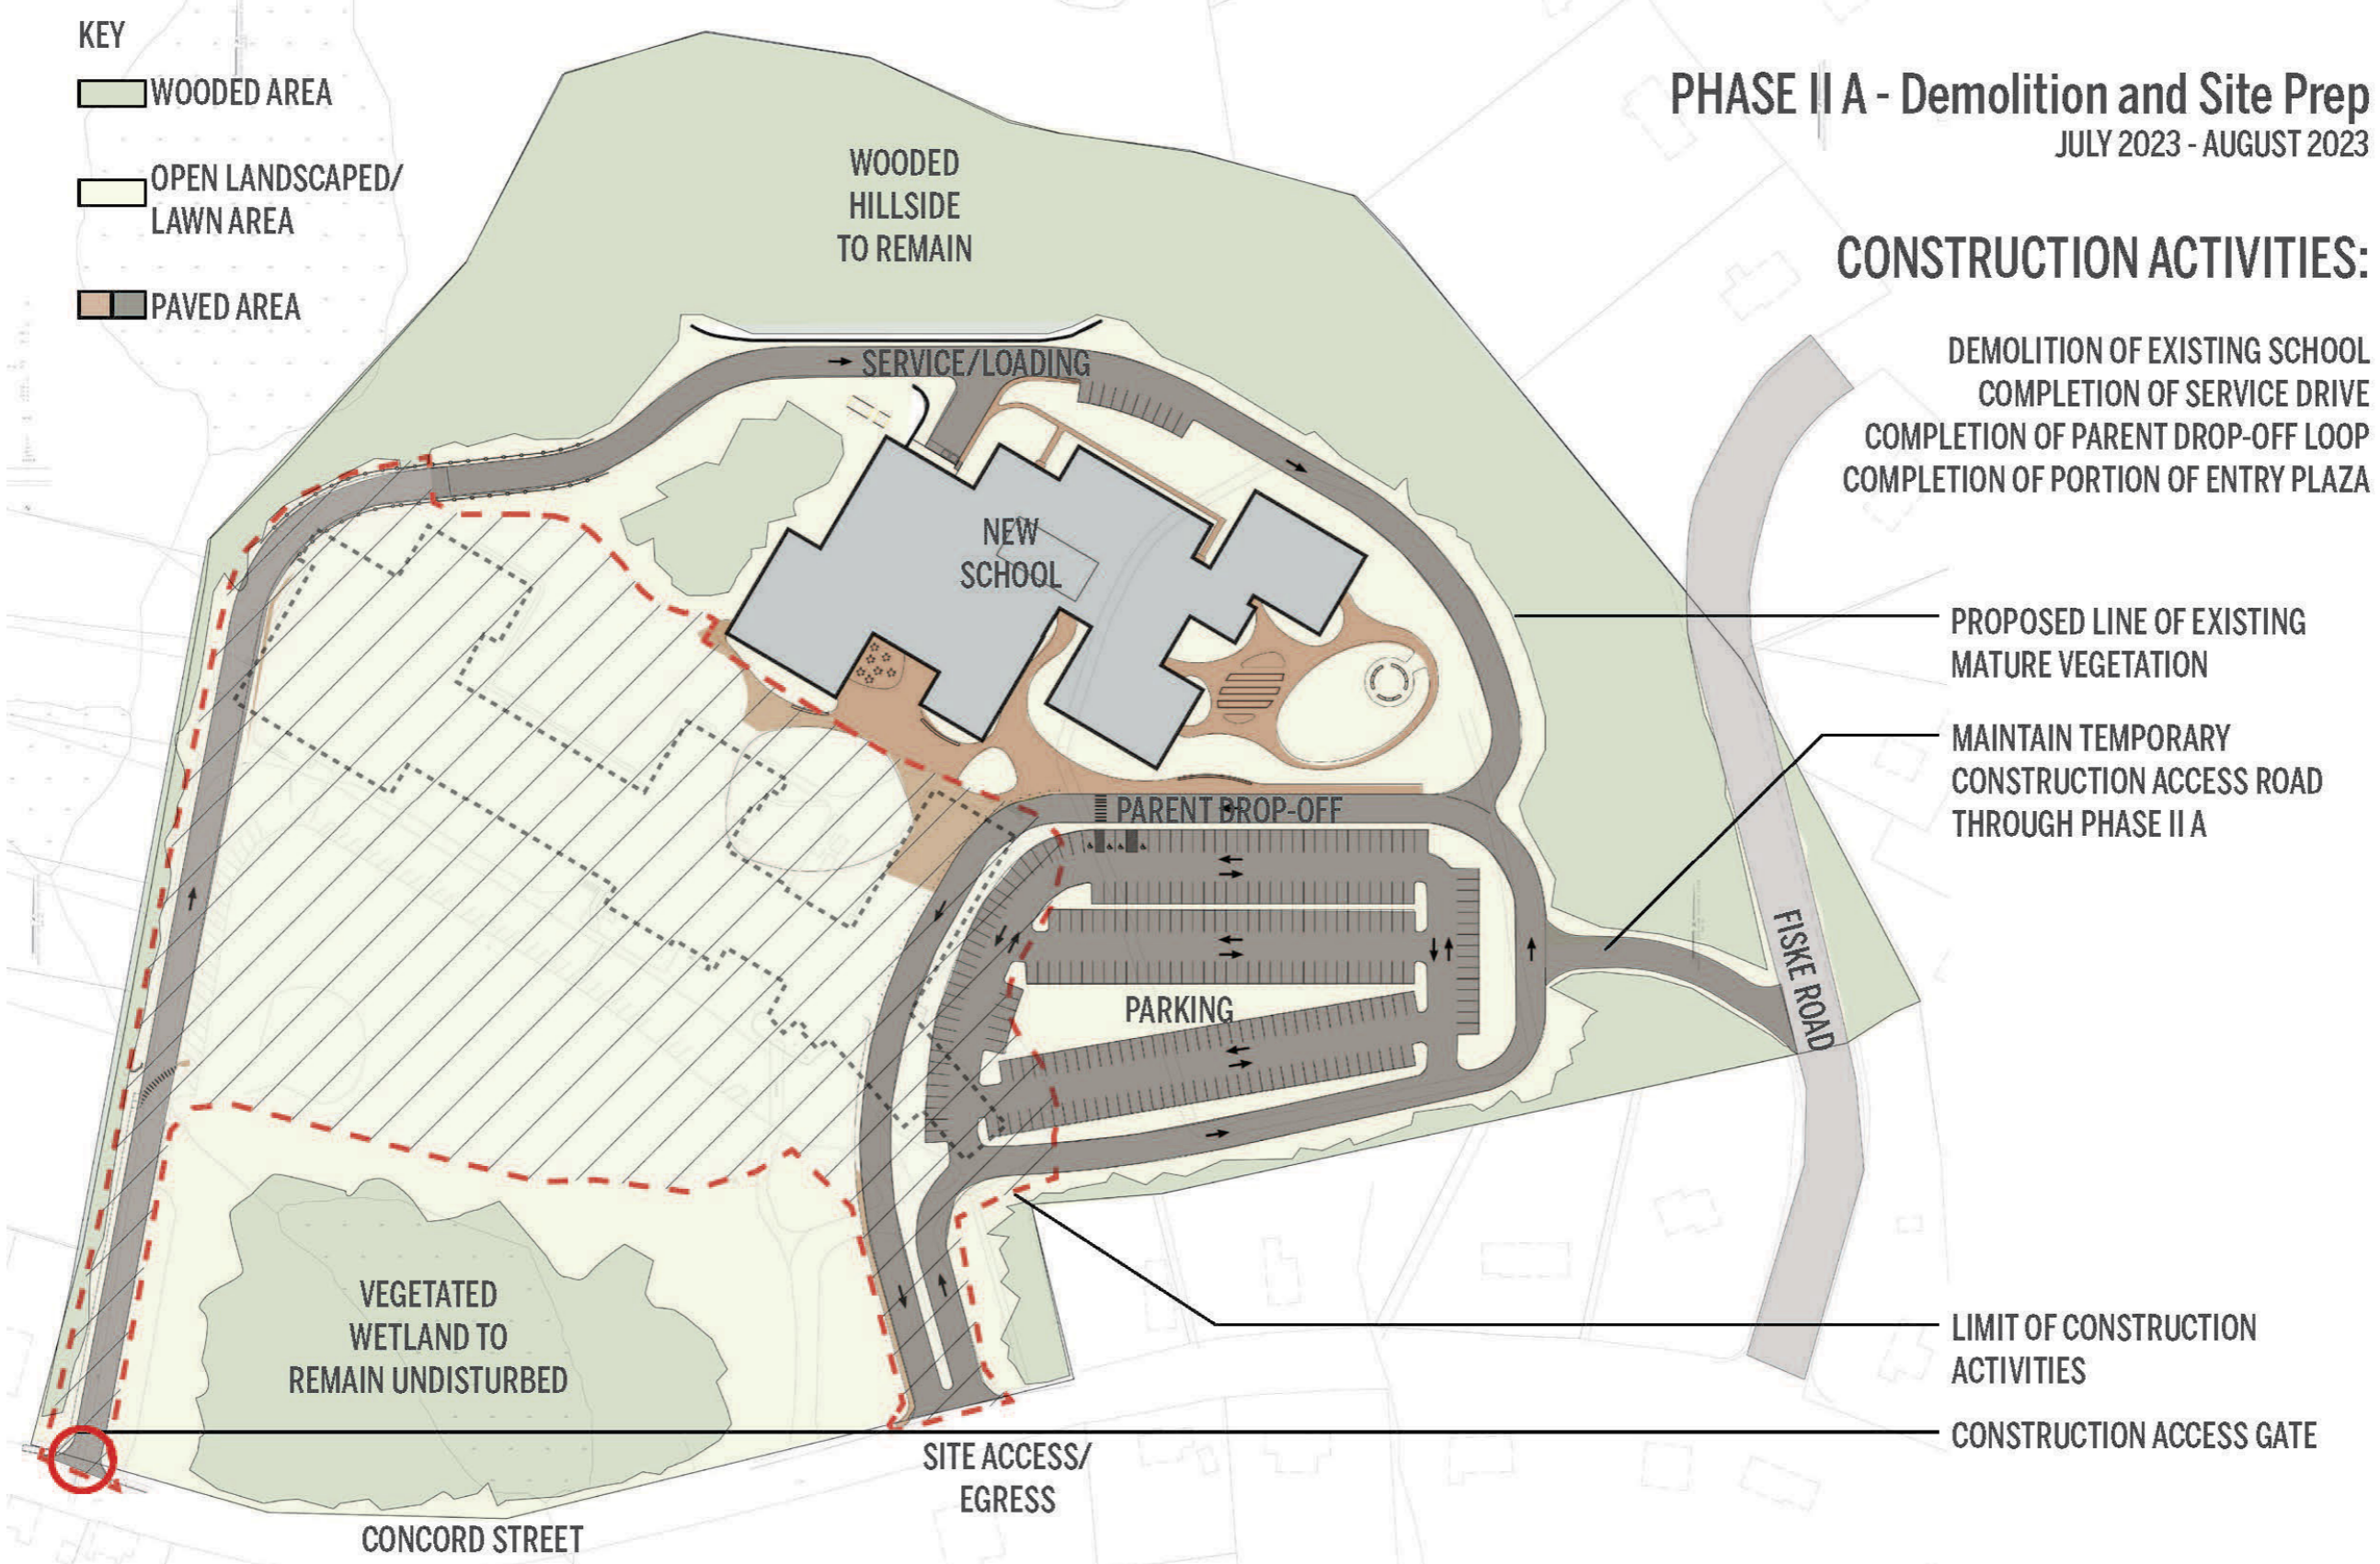 KEY
WOODED AREA
OPEN LANDSCAPED/
LAWN AREA
PAVED AREA
PHASE II A - Demolition and Site Prep
JULY 2023 - AUGUST 2023
CONSTRUCTION ACTIVITIES:
DEMOLITION OF EXISTING SCHOOL
COMPLETION OF SERVICE DRIVE
COMPLETION OF PARENT DROP-OFF LOOP
COMPLETION OF PORTION OF ENTRY PLAZA
WOODED
HILLSIDE
TO REMAIN
SERVICE/LOADING
NEW
SCHOOL
PROPOSED LINE OF EXISTING
MATURE VEGETATION
MAINTAIN TEMPORARY
CONSTRUCTION ACCESS ROAD
THROUGH PHASE II A
PARENT DROP-OFF
PARKING
FISKE ROAD
VEGETATED
WETLAND TO
REMAIN UNDISTURBED
LIMIT OF CONSTRUCTION
ACTIVITIES
CONSTRUCTION ACCESS GATE
SITE ACCESS/
EGRESS
CONCORD STREET